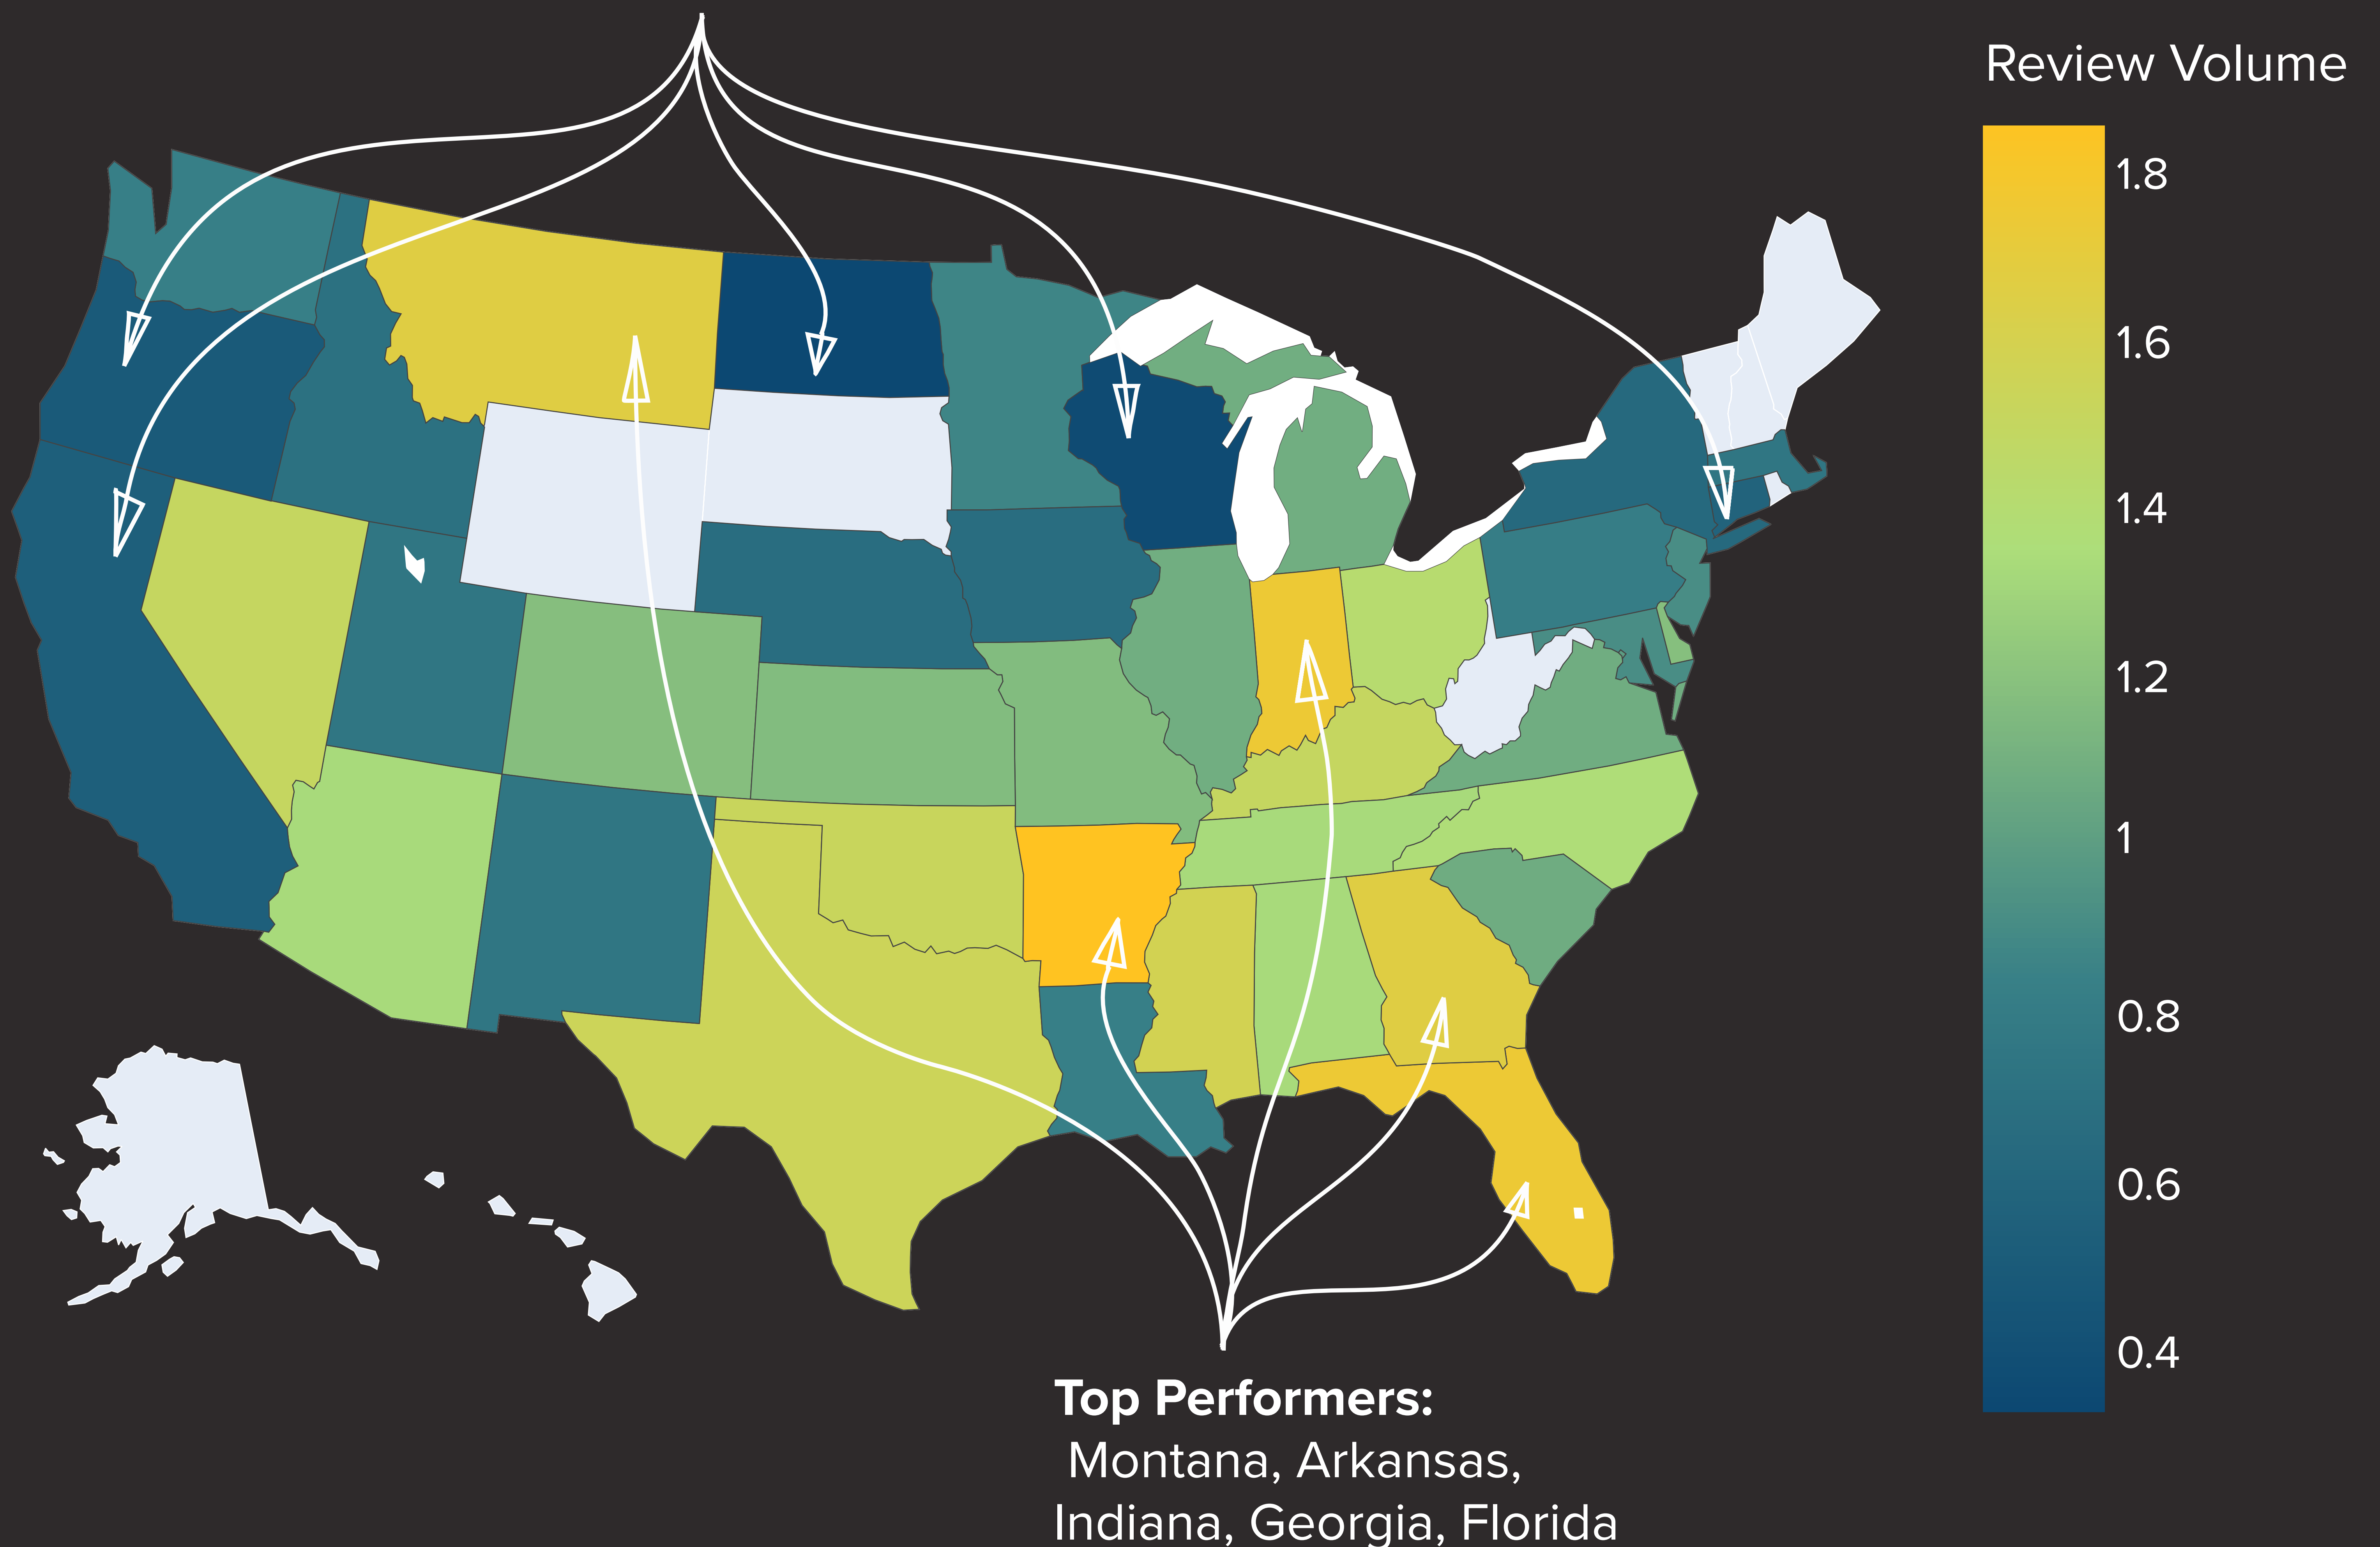 Review Volume
1.8
1.6
1.4
1.2
1
0.8
0.6
0.4
Top Performers:
Montana, Arkansas,
Indiana, Georgia, Florida